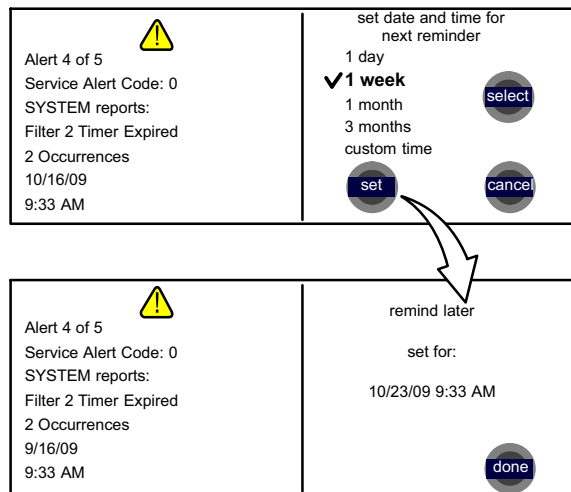 Alert 4 of 5
Service Alert Code: 0
SYSTEM reports:
Filter 2 Timer Expired
2 Occurrences
10/16/09
9:33 AM
set date and time for
next reminder
1 day
✓1 week
1 month
3 months
custom time
select
set
cancel
Alert 4 of 5
Service Alert Code: 0
SYSTEM reports:
Filter 2 Timer Expired
2 Occurrences
9/16/09
9:33 AM
remind later
set for:
10/23/09 9:33 AM
done